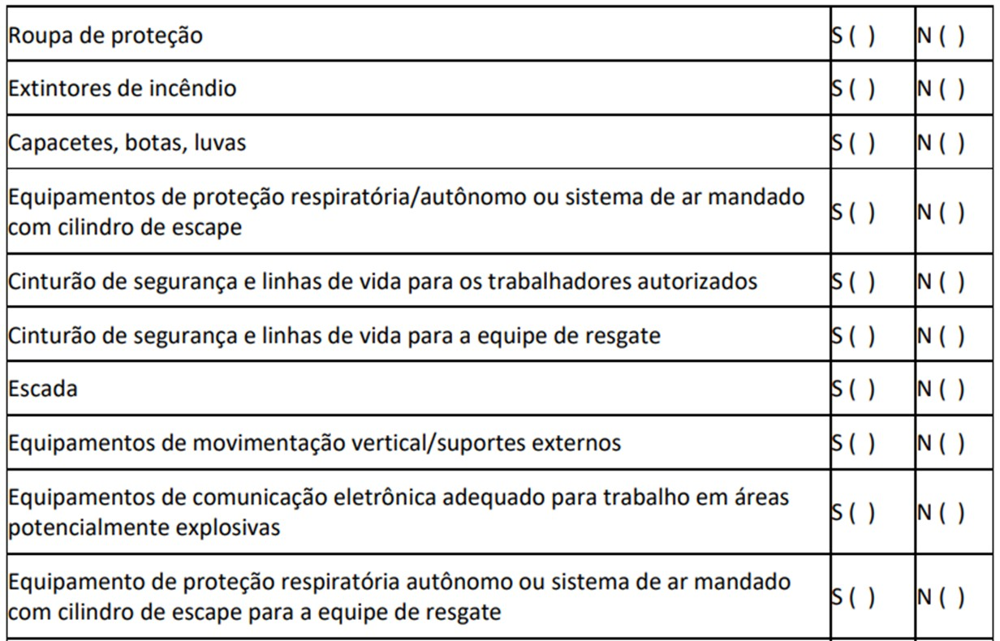 Roupa de proteção S ( ) N ( )
Extintores de incêndio S ( ) N ( )
Capacetes, botas, luvas S ( ) N ( )
Equipamentos de proteção respiratória/autônomo ou sistema de ar mandado
com cilindro de escape S ( ) N ( )
Cinturão de segurança e linhas de vida para os trabalhadores autorizados S ( ) N ( )
Cinturão de segurança e linhas de vida para a equipe de resgate S ( ) N ( )
Escada S ( ) N ( )
Equipamentos de movimentação vertical/suportes externos S ( ) N ( )
Equipamentos de comunicação eletrônica adequado para trabalho em áreas
potencialmente explosivas S ( ) N ( )
Equipamento de proteção respiratória autônomo ou sistema de ar mandado
com cilindro de escape para a equipe de resgate S ( ) N ( )